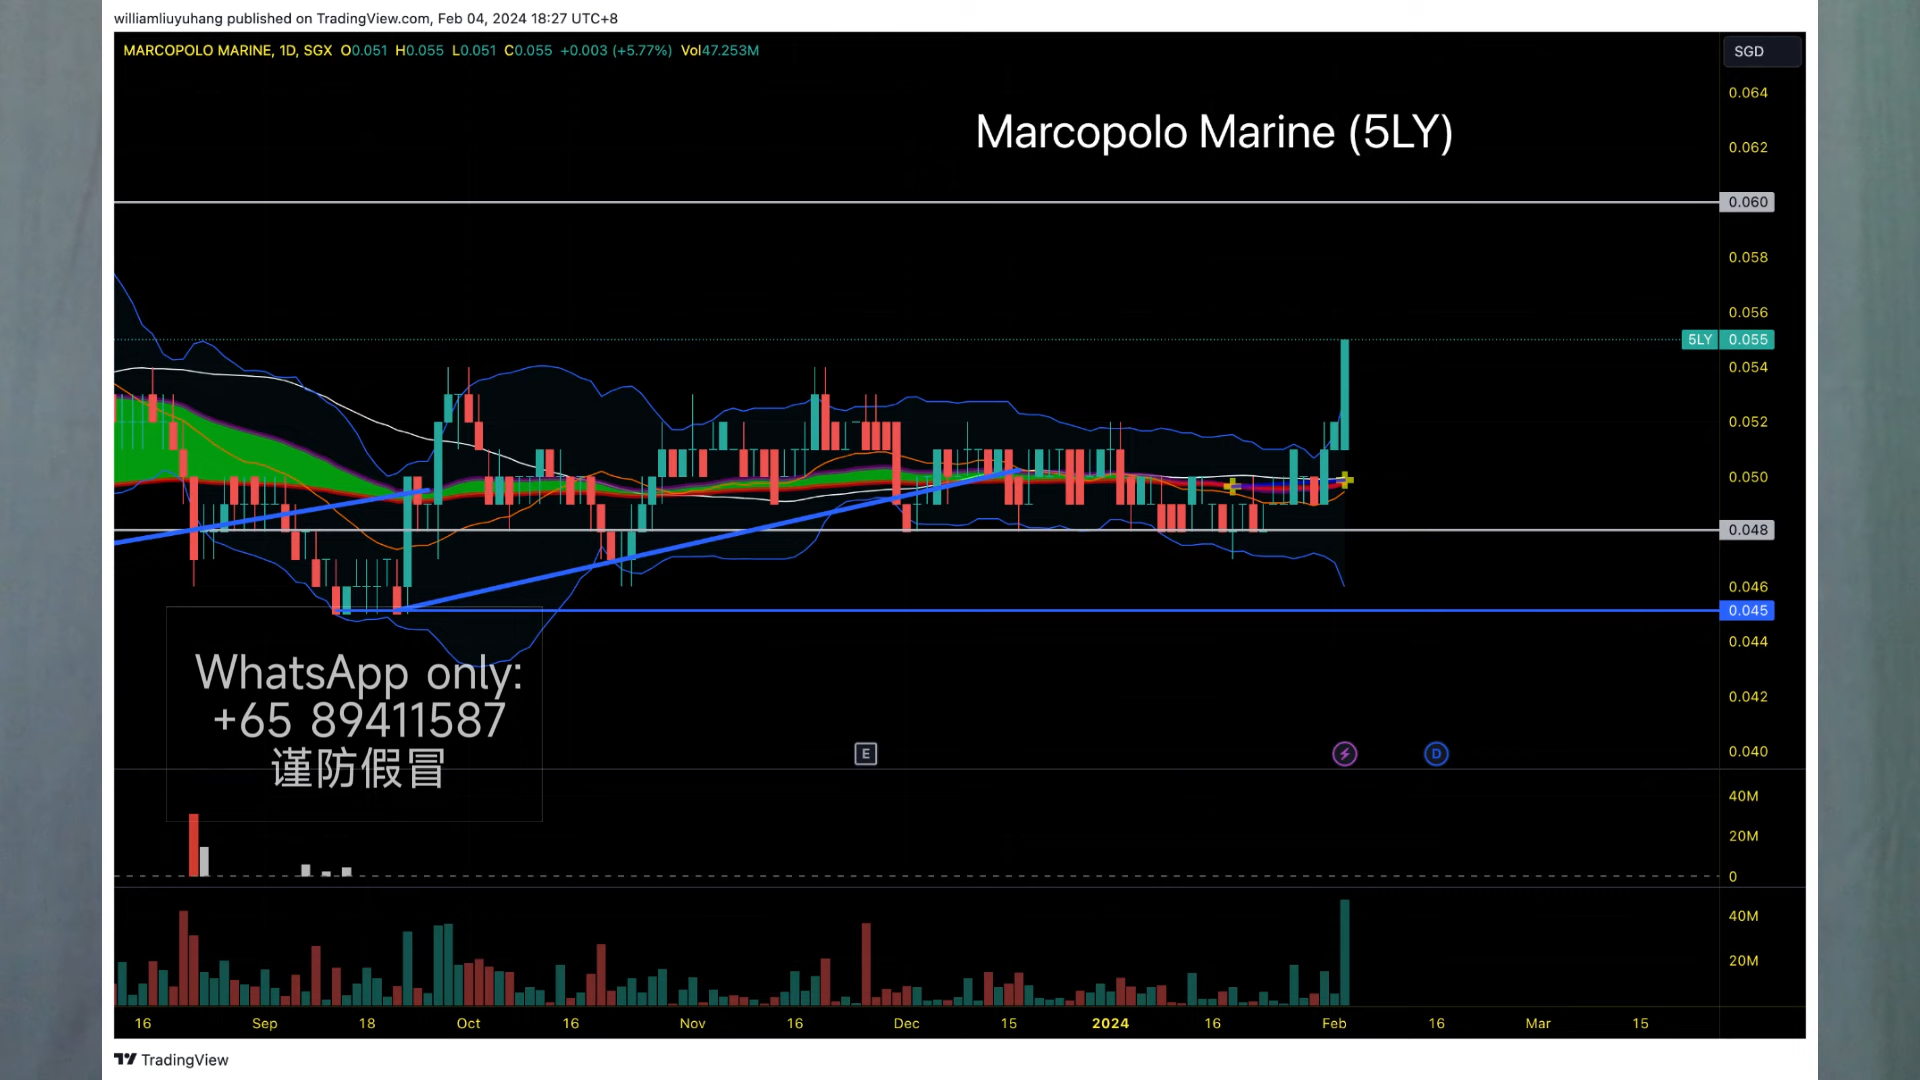 williamliuyuhang published on TradingView.com, Feb 04, 2024 18:27 UTC+8
MARCOPOLO MARINE, 1D, SGX O0.051 H0.055 L0.051 C0.055 +0.003 (+5.77%) Vol47.253M
SGD
Marcopolo Marine (5LY)
0.064
0.062
0.060
0.058
0.056
5LY 0.055
0.054
0.052
0.050
0.048
0.046
0.045
0.044
0.042
0.040
WhatsApp only:
+65 89411587
谨防假冒
E
D
40M
20M
0
40M
20M
16 Sep 18 Oct 16 Nov 16 Dec 15 2024 16 Feb 16 Mar 15
TradingView